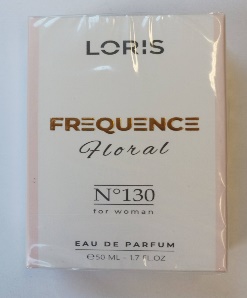 LORIS
FREQUENCE
Floral
N°130
for woman
EAU DE PARFUM
℮50 ML - 1.7 FL.OZ